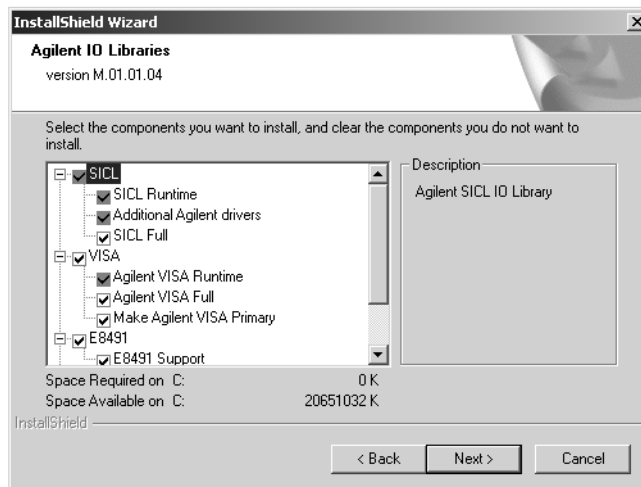 InstallShield Wizard
Agilent IO Libraries
version M.01.01.04
Select the components you want to install, and clear the components you do not want to
install.
SICL
SICL Runtime
Additional Agilent drivers
SICL Full
VISA
Agilent VISA Runtime
Agilent VISA Full
Make Agilent VISA Primary
E8491
E8491 Support
Description
Agilent SICL IO Library
Space Required on C: 0 K
Space Available on C: 20651032 K
InstallShield
< Back Next > Cancel